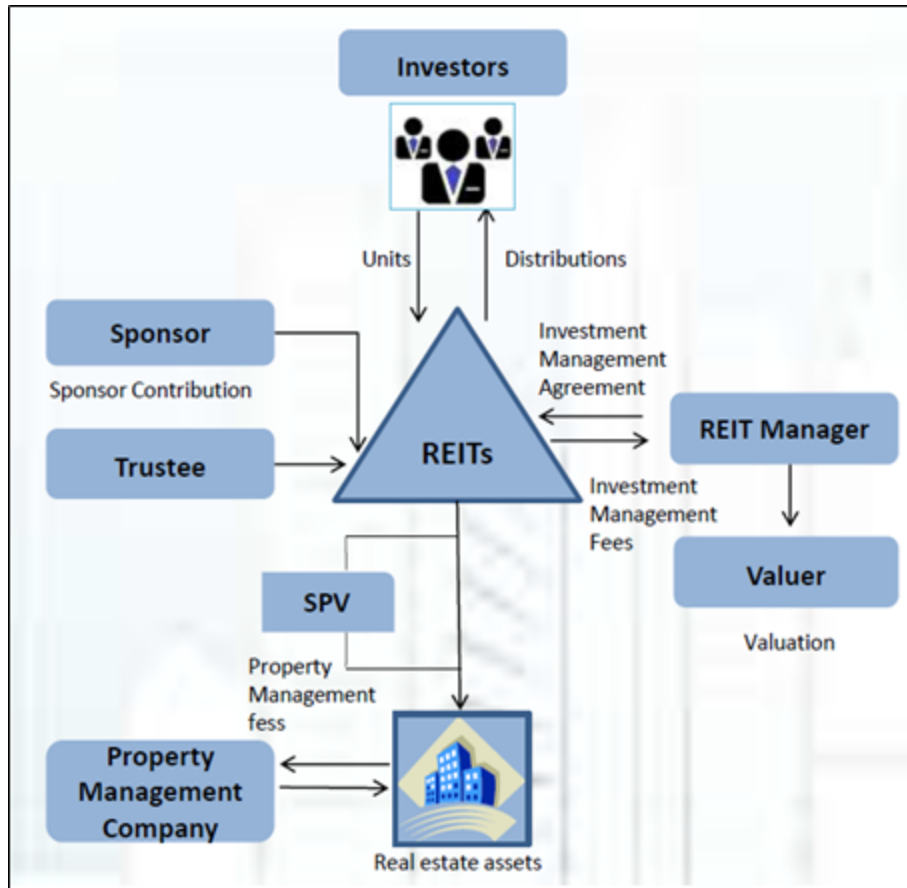 Investors
Units
Distributions
Sponsor
Sponsor Contribution
Trustee
REITs
Investment
Management
Agreement
REIT Manager
Investment
Management
Fees
Valuer
Valuation
SPV
Property
Management
fess
Property
Management
Company
Real estate assets